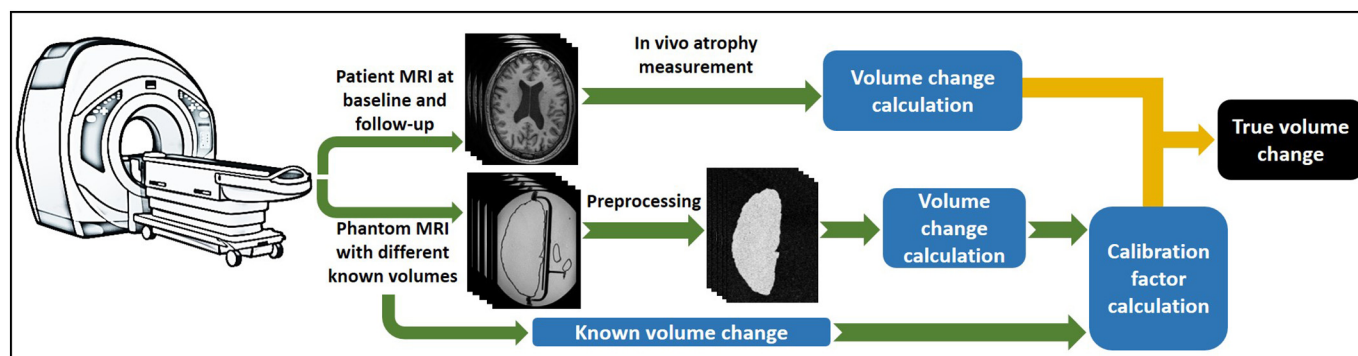 Patient MRI at
baseline and
follow-up
In vivo atrophy
measurement
Volume change
calculation
True volume
change
Phantom MRI
with different
known volumes
Preprocessing
Volume
change
calculation
Calibration
factor
calculation
Known volume change